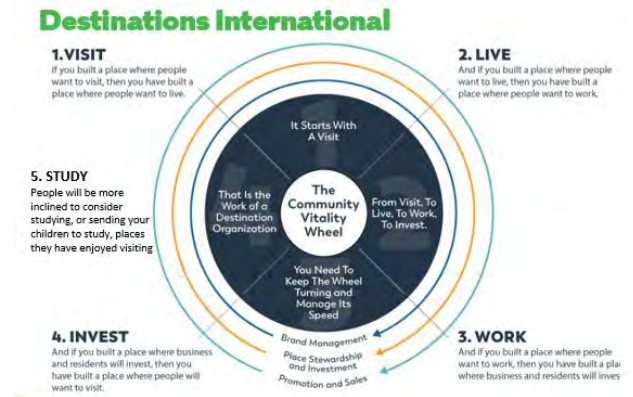 Destinations International
1.VISIT
If you built a place where people
want to visit, then you have built a
place where people want to live.
2. LIVE
And if you built a place where people
want to live, then you have built a
place where people want to work.
It Starts With
A Visit
5. STUDY
People will be more
inclined to consider
studying, or sending your
children to study, places
they have enjoyed visiting
That Is the
Work of a
Destination
Organization
The
Community
Vitality
Wheel
From Visit, To
Live, To Work,
To Invest.
You Need To
Keep The Wheel
Turning and
Manage Its
Speed
4. INVEST
And if you built a place where business
and residents will invest, then you
have built a place where people will
want to visit.
Brand Management
Place Stewardship
and Investment
Promotion and Sales
3. WORK
And if you built a place where people
want to work, then you have built a pla
where business and residents will inves